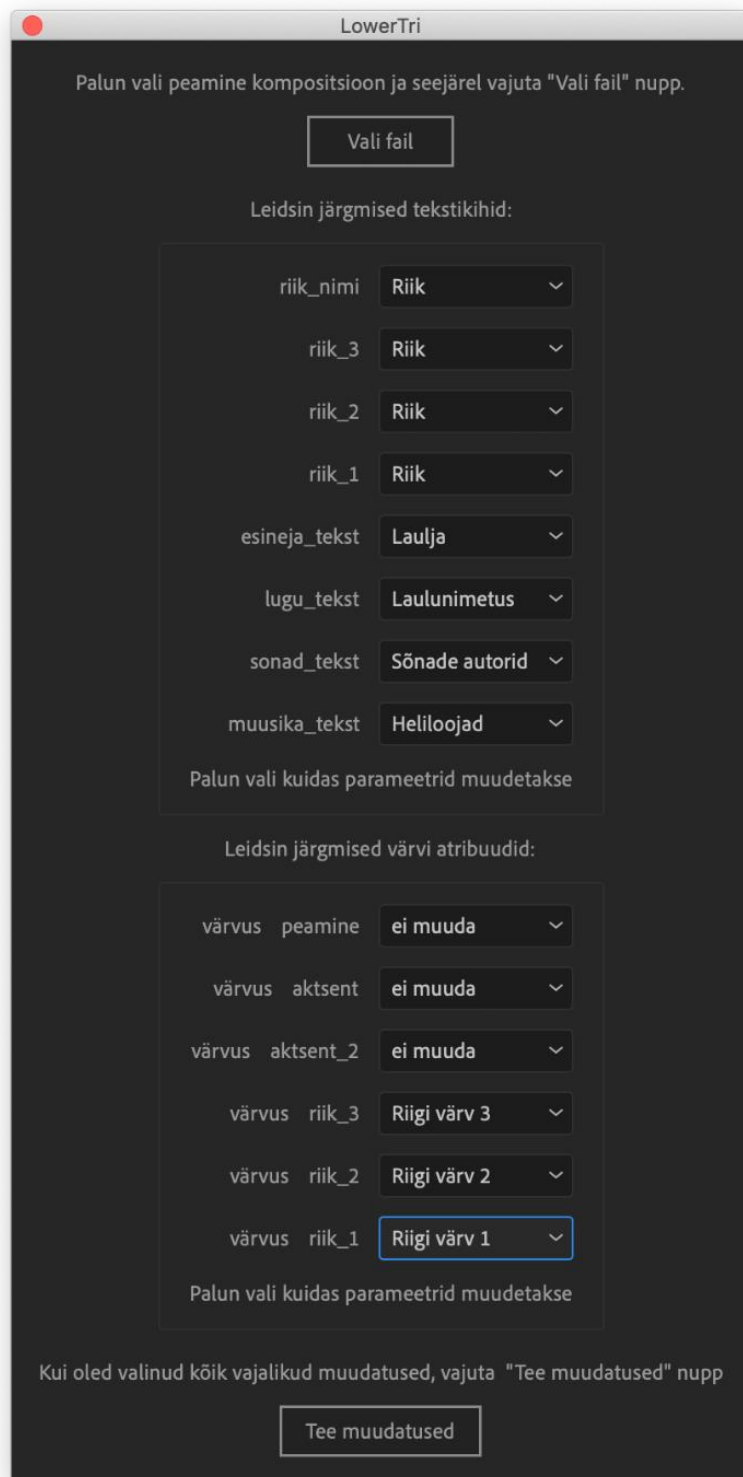 LowerTri
Palun vali peamine kompositsioon ja seejärel vajuta "Vali fail" nupp.
Vali fail
Leidsin järgmised tekstikihid:
riik_nimi Riik
riik_3 Riik
riik_2 Riik
riik_1 Riik
esineja_tekst Laulja
lugu_tekst Laulunimetus
sonad_tekst Sõnade autorid
muusika_tekst Heliloojad
Palun vali kuidas parameetrid muudetakse
Leidsin järgmised värvi atribuudid:
värvus peamine ei muuda
värvus aktsent ei muuda
värvus aktsent_2 ei muuda
värvus riik_3 Riigi värv 3
värvus riik_2 Riigi värv 2
värvus riik_1 Riigi värv 1
Palun vali kuidas parameetrid muudetakse
Kui oled valinud kõik vajalikud muudatused, vajuta "Tee muudatused" nupp
Tee muudatused